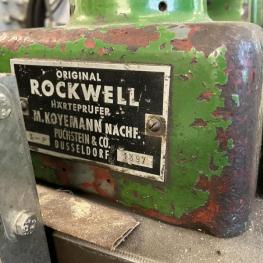 ORIGINAL
ROCKWELL
HÄRTEPRÜFER
M. KOYEMANN NACHF.
PUCHSTEIN & CO.
DÜSSELDORF 1397